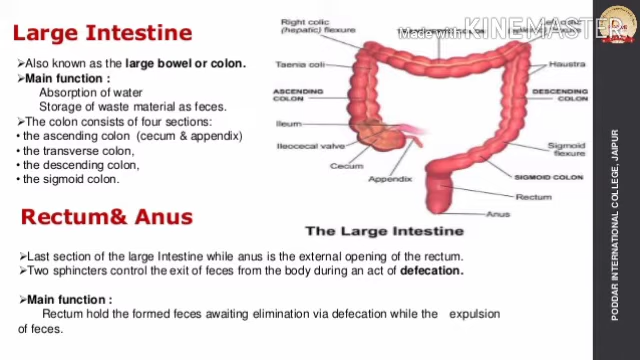 Large Intestine
➢Also known as the large bowel or colon.
➢Main function :
Absorption of water
Storage of waste material as feces.
➢The colon consists of four sections:
• the ascending colon (cecum & appendix)
• the transverse colon,
• the descending colon,
• the sigmoid colon.
Right colic
(hepatic) flexure
Made with KINEMASTER
Left colic
flexure
Taenia coli
Haustra
ASCENDING
COLON
DESCENDING
COLON
Ileum
Ileocecal valve
Cecum
Appendix
Sigmoid
flexure
SIGMOID COLON
Rectum
Anus
The Large Intestine
Rectum& Anus
➢Last section of the large Intestine while anus is the external opening of the rectum.
➢Two sphincters control the exit of feces from the body during an act of defecation.
➢Main function :
Rectum hold the formed feces awaiting elimination via defecation while the expulsion
of feces.
PODDAR INTERNATIONAL COLLEGE, JAIPUR